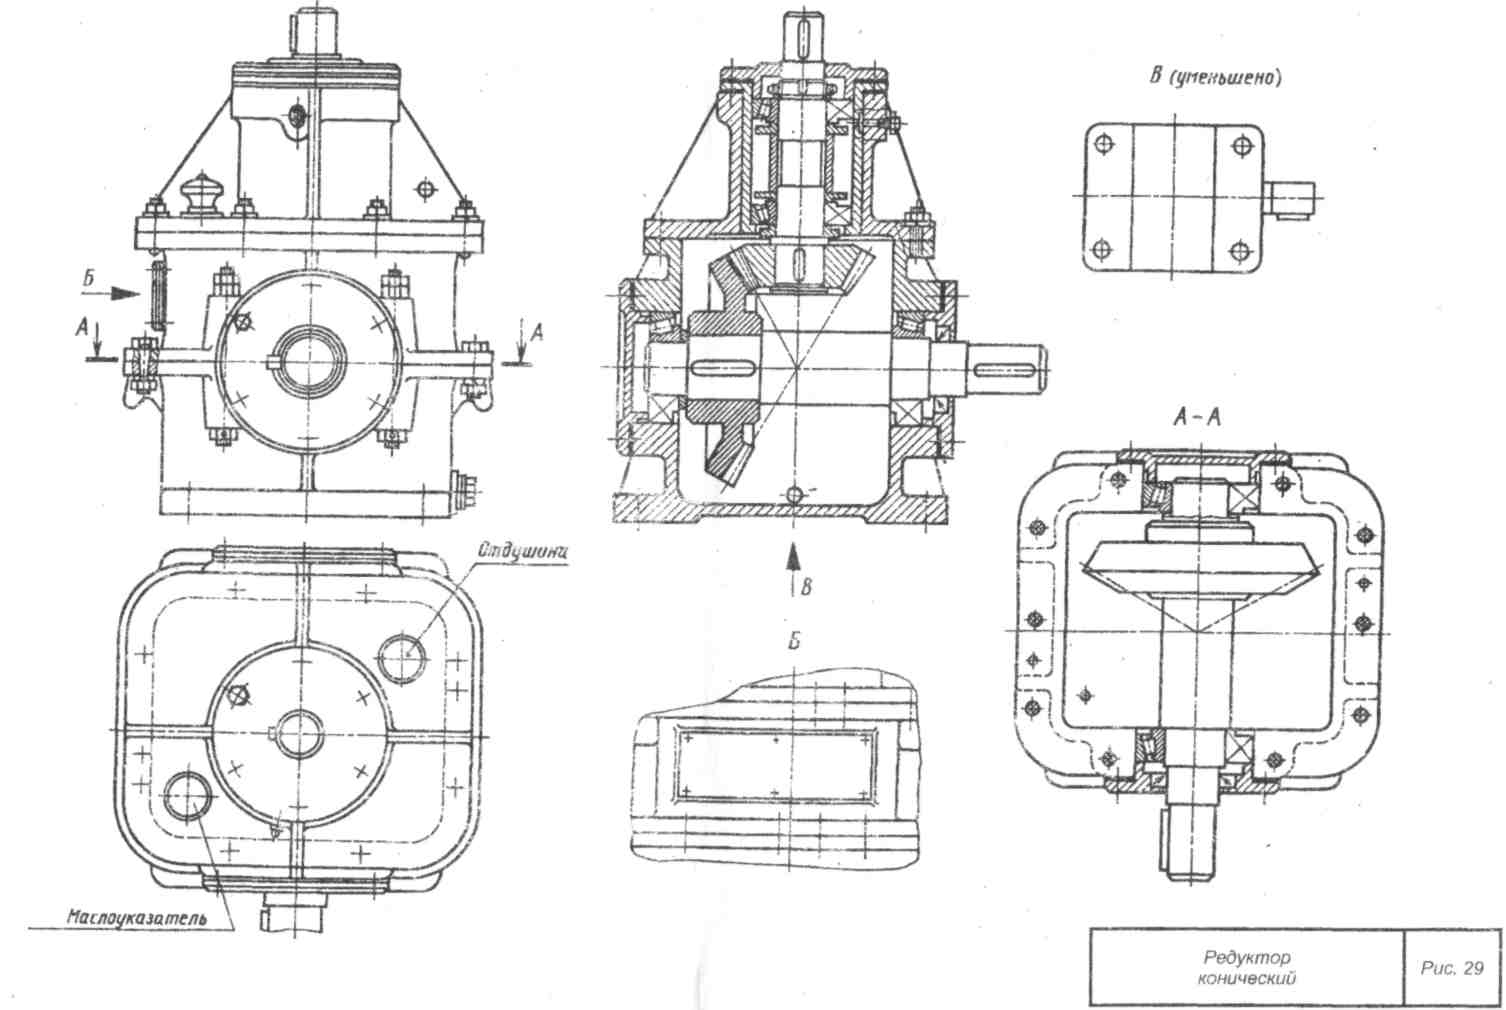 В (уменьшено)
Б
А
А
А - А
В
Отдушина
Б
Маслоуказатель
Редуктор
конический
Рис. 29